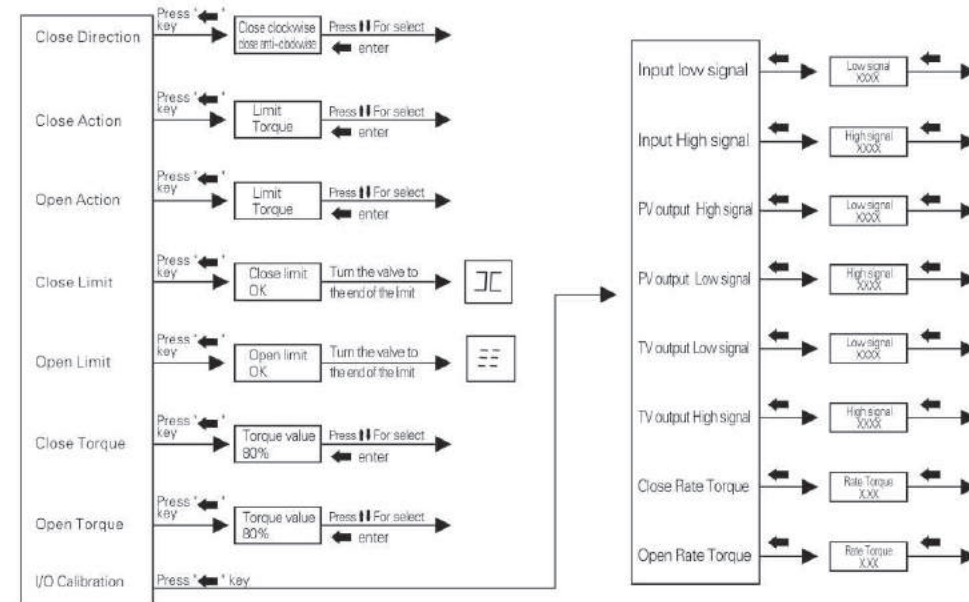 Close Direction
Press "⬅" key
Close clockwise
close anti-clockwise
Press ⬆⬇ For select
⬅ enter
Close Action
Press "⬅" key
Limit
Torque
Press ⬆⬇ For select
⬅ enter
Open Action
Press "⬅" key
Limit
Torque
Press ⬆⬇ For select
⬅ enter
Close Limit
Press "⬅" key
Close limit
OK
Turn the valve to
the end of the limit
Open Limit
Press "⬅" key
Open limit
OK
Turn the valve to
the end of the limit
Close Torque
Press "⬅" key
Torque value
80%
Press ⬆⬇ For select
⬅ enter
Open Torque
Press "⬅" key
Torque value
80%
Press ⬆⬇ For select
⬅ enter
I/O Calibration
Press "⬅" key
Input low signal
Low signal
XXXX
Input High signal
High signal
XXXX
PV output High signal
Low signal
XXXX
PV output Low signal
High signal
XXXX
TV output Low signal
Low signal
XXXX
TV output High signal
High signal
XXXX
Close Rate Torque
Rate Torque
X.XX
Open Rate Torque
Rate Torque
X.XX